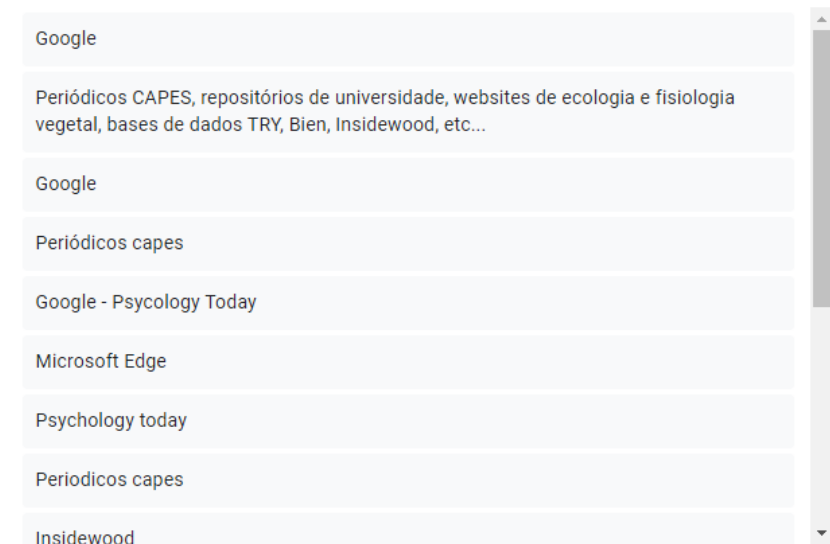 Google
Periódicos CAPES, repositórios de universidade, websites de ecologia e fisiologia
vegetal, bases de dados TRY, Bien, Insidewood, etc...
Google
Periódicos capes
Google - Psycology Today
Microsoft Edge
Psychology today
Periodicos capes
Insidewood